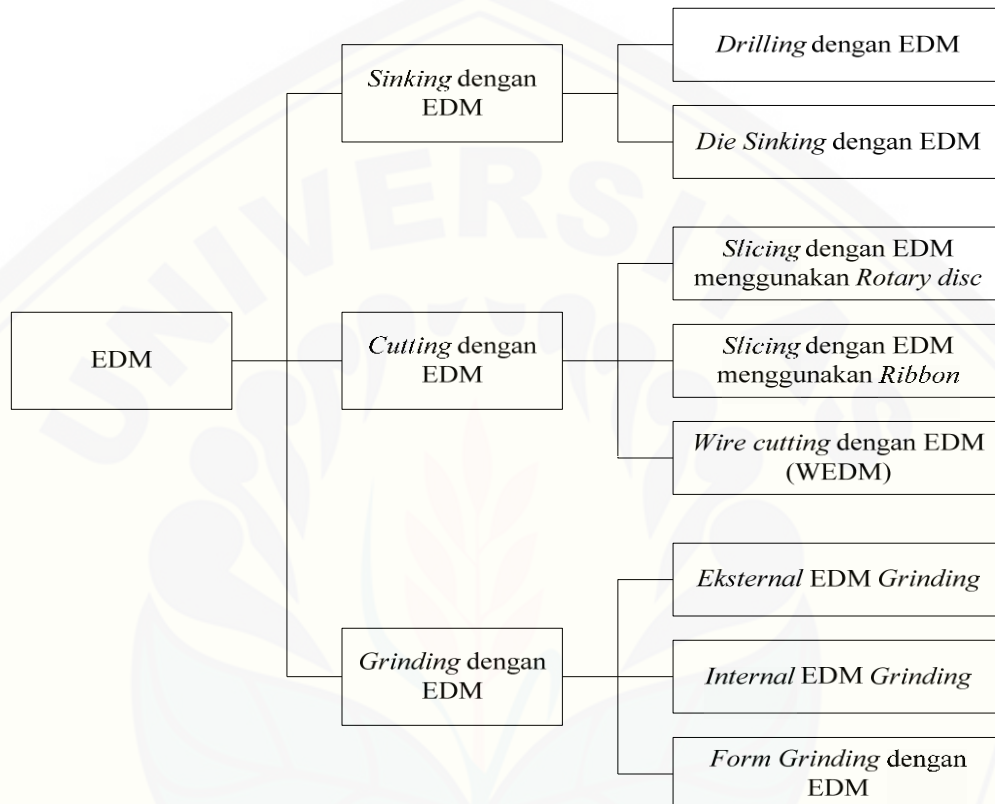 Drilling dengan EDM
Sinking dengan
EDM
Die Sinking dengan EDM
Slicing dengan EDM
menggunakan Rotary disc
EDM
Cutting dengan
EDM
Slicing dengan EDM
menggunakan Ribbon
Wire cutting dengan EDM
(WEDM)
Eksternal EDM Grinding
Grinding dengan
EDM
Internal EDM Grinding
Form Grinding dengan
EDM
UNIVERSITAS